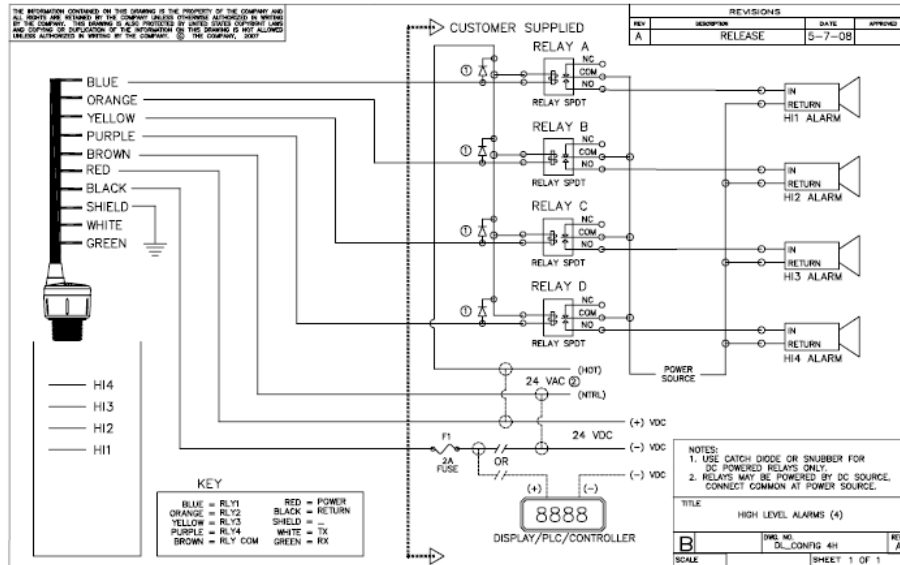 THE INFORMATION CONTAINED ON THIS DRAWING IS THE PROPERTY OF THE COMPANY AND
ALL RIGHTS ARE RETAINED BY THE COMPANY UNLESS OTHERWISE AUTHORIZED IN WRITING
BY THE COMPANY. THIS DRAWING IS ALSO PROTECTED BY UNITED STATES COPYRIGHT LAWS
AND COPYING OR DUPLICATION OF THE INFORMATION ON THIS DRAWING IS NOT ALLOWED
UNLESS AUTHORIZED IN WRITING BY THE COMPANY. © THE COMPANY, 2007
REVISIONS
REV DESCRIPTION DATE APPROVED
A RELEASE 5-7-08
CUSTOMER SUPPLIED
BLUE
ORANGE
YELLOW
PURPLE
BROWN
RED
BLACK
SHIELD
WHITE
GREEN
RELAY A
1
NC
COM
NO
RELAY SPDT
RELAY B
1
NC
COM
NO
RELAY SPDT
RELAY C
1
NC
COM
NO
RELAY SPDT
RELAY D
1
NC
COM
NO
RELAY SPDT
IN
RETURN
HI1 ALARM
IN
RETURN
HI2 ALARM
IN
RETURN
HI3 ALARM
IN
RETURN
HI4 ALARM
POWER
SOURCE
(HOT)
24 VAC 2
(NTRL)
(+) VDC
24 VDC
(-) VDC
(-) VDC
F1
2A
FUSE
OR
(+) (-)
8888
DISPLAY/PLC/CONTROLLER
HI4
HI3
HI2
HI1
KEY
BLUE = RLY1
ORANGE = RLY2
YELLOW = RLY3
PURPLE = RLY4
BROWN = RLY COM
RED = POWER
BLACK = RETURN
SHIELD = ⏚
WHITE = TX
GREEN = RX
NOTES:
1. USE CATCH DIODE OR SNUBBER FOR
DC POWERED RELAYS ONLY.
2. RELAYS MAY BE POWERED BY DC SOURCE,
CONNECT COMMON AT POWER SOURCE.
TITLE
HIGH LEVEL ALARMS (4)
B
DWG. NO.
DL_CONFIG 4H
A
SCALE
SHEET 1 OF 1